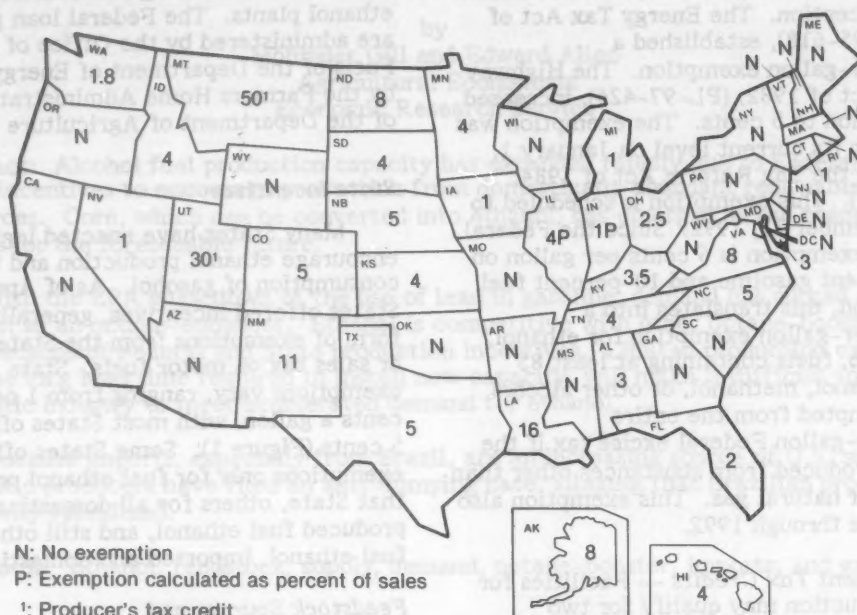 WA
1.8
OR
N
ID
4
MT
50¹
ND
8
MN
4
SD
4
WY
N
NB
5
IA
1
WI
N
MI
1
CA
N
NV
1
UT
30¹
CO
5
KS
4
MO
N
4P
IN
1P
OH
2.5
KY
3.5
WV
N
VA
8
PA
N
NY
N
VT
N
NH
ME
N
MA
N
CT
N
RI
N
NJ
N
DE
N
MD
DC N
3
AZ
N
NM
11
TX
5
OK
N
AR
N
LA
16
MS
N
TN
4
AL
3
GA
N
NC
5
SC
N
FL
2
AK
8
HI
4
N: No exemption
P: Exemption calculated as percent of sales
¹: Producer's tax credit